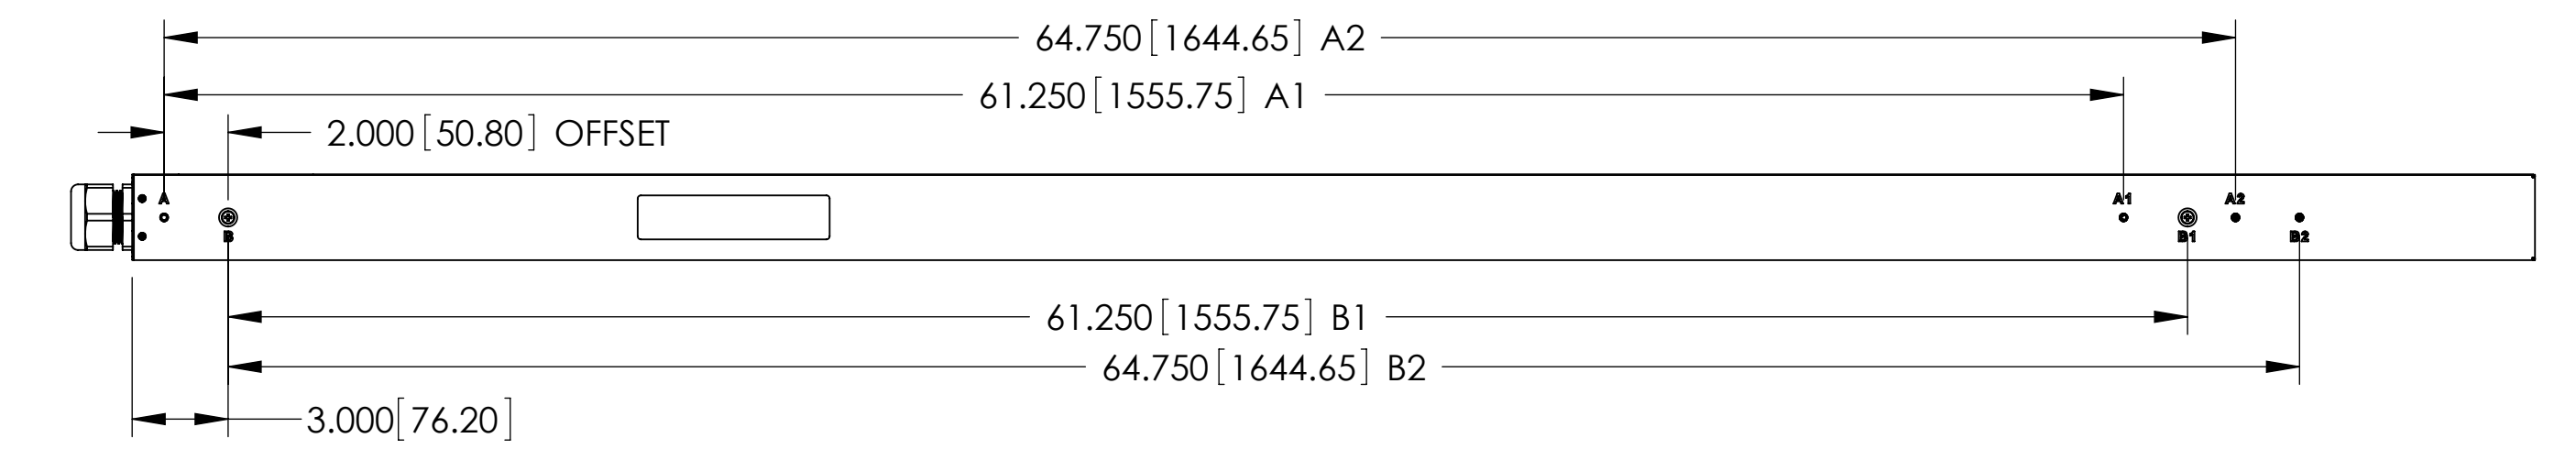 64.750[1644.65] A2
61.250[1555.75] A1
2.000[50.80] OFFSET
A
A1
A2
B
B1
B2
61.250[1555.75] B1
64.750[1644.65] B2
3.000[76.20]